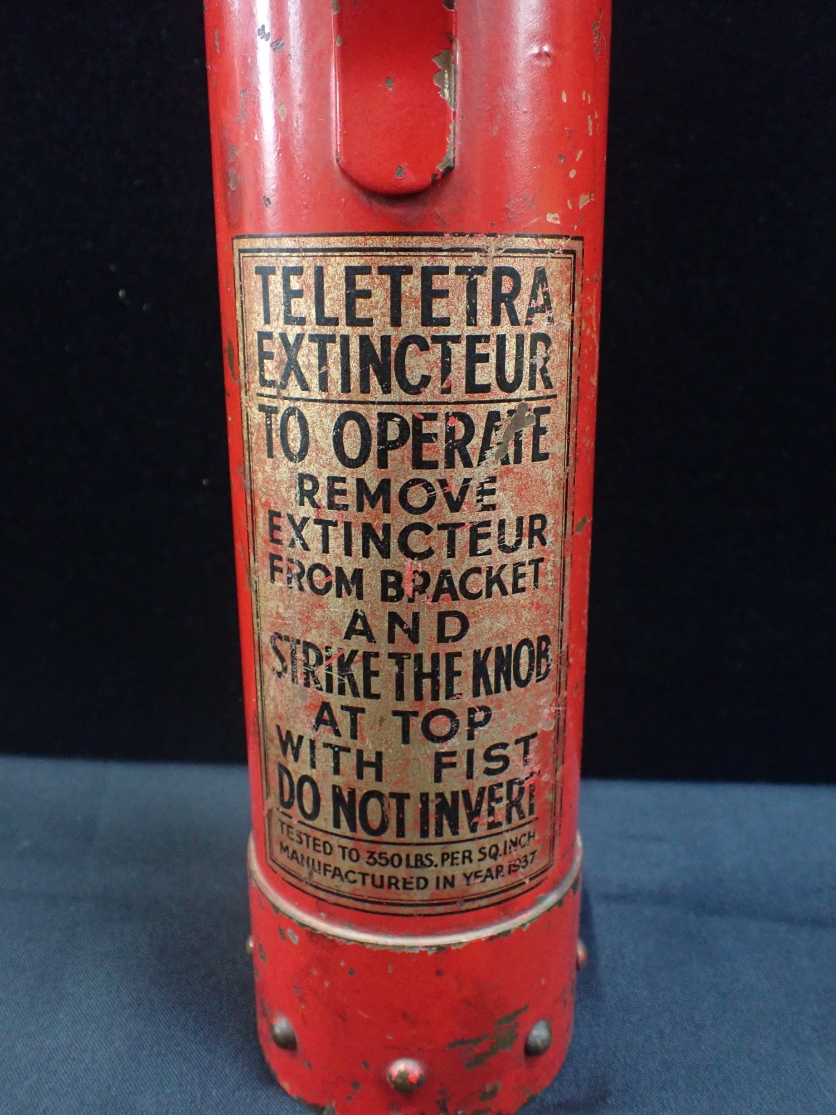 TELETETRA
EXTINCTEUR
TO OPERATE
REMOVE
EXTINCTEUR
FROM BRACKET
AND
STRIKE THE KNOB
AT TOP
WITH FIST
DO NOT INVERT
TESTED TO 350 LBS. PER SQ. INCH
MANUFACTURED IN YEAR 1937